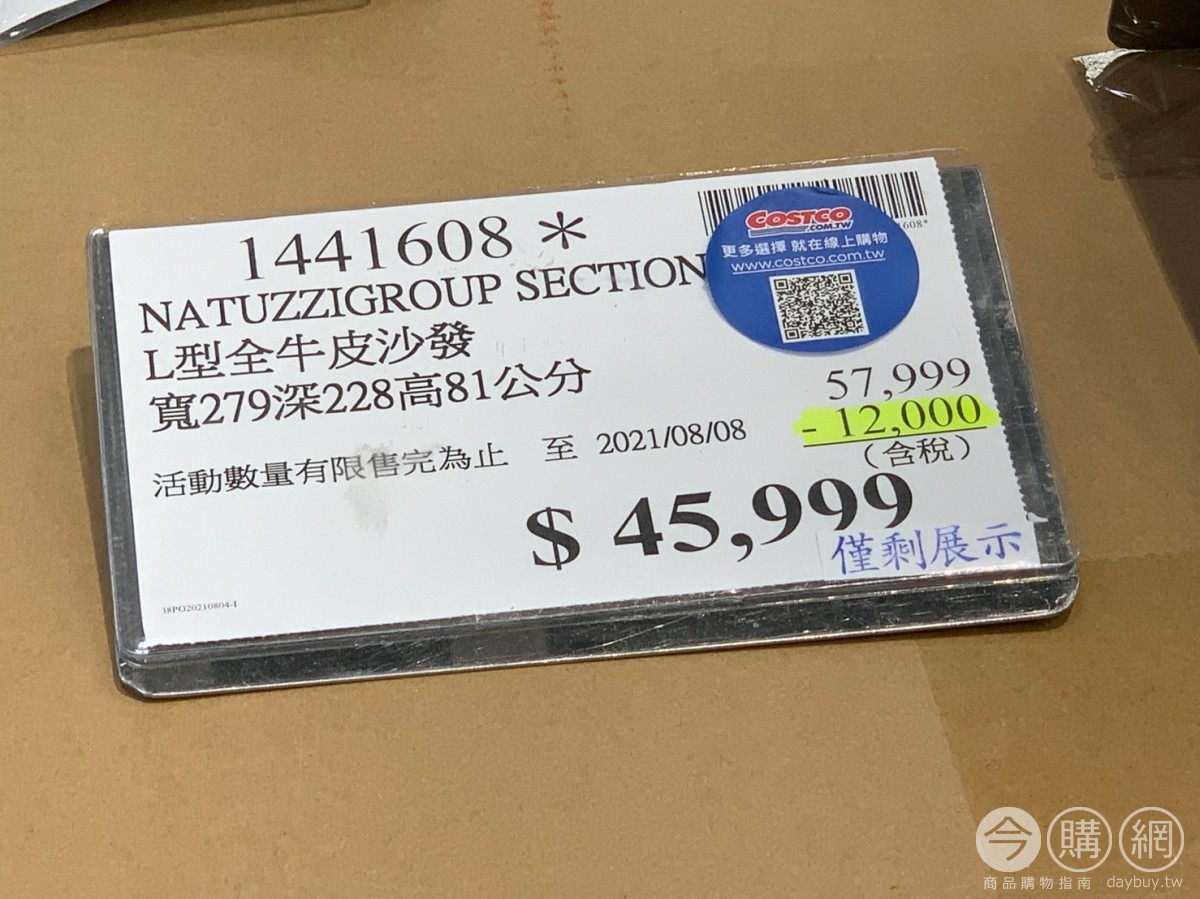 1441608 *
NATUZZIGROUP SECTION
L型全牛皮沙發
寬279深228高81公分
活動數量有限售完為止 至 2021/08/08
COSTCO
.COM.TW
更多選擇 就在線上購物
www.costco.com.tw
1608*
57,999
- 12,000
(含稅)
$ 45,999
僅剩展示
38PO20210804-1
今購網
商品購物指南 daybuy.tw